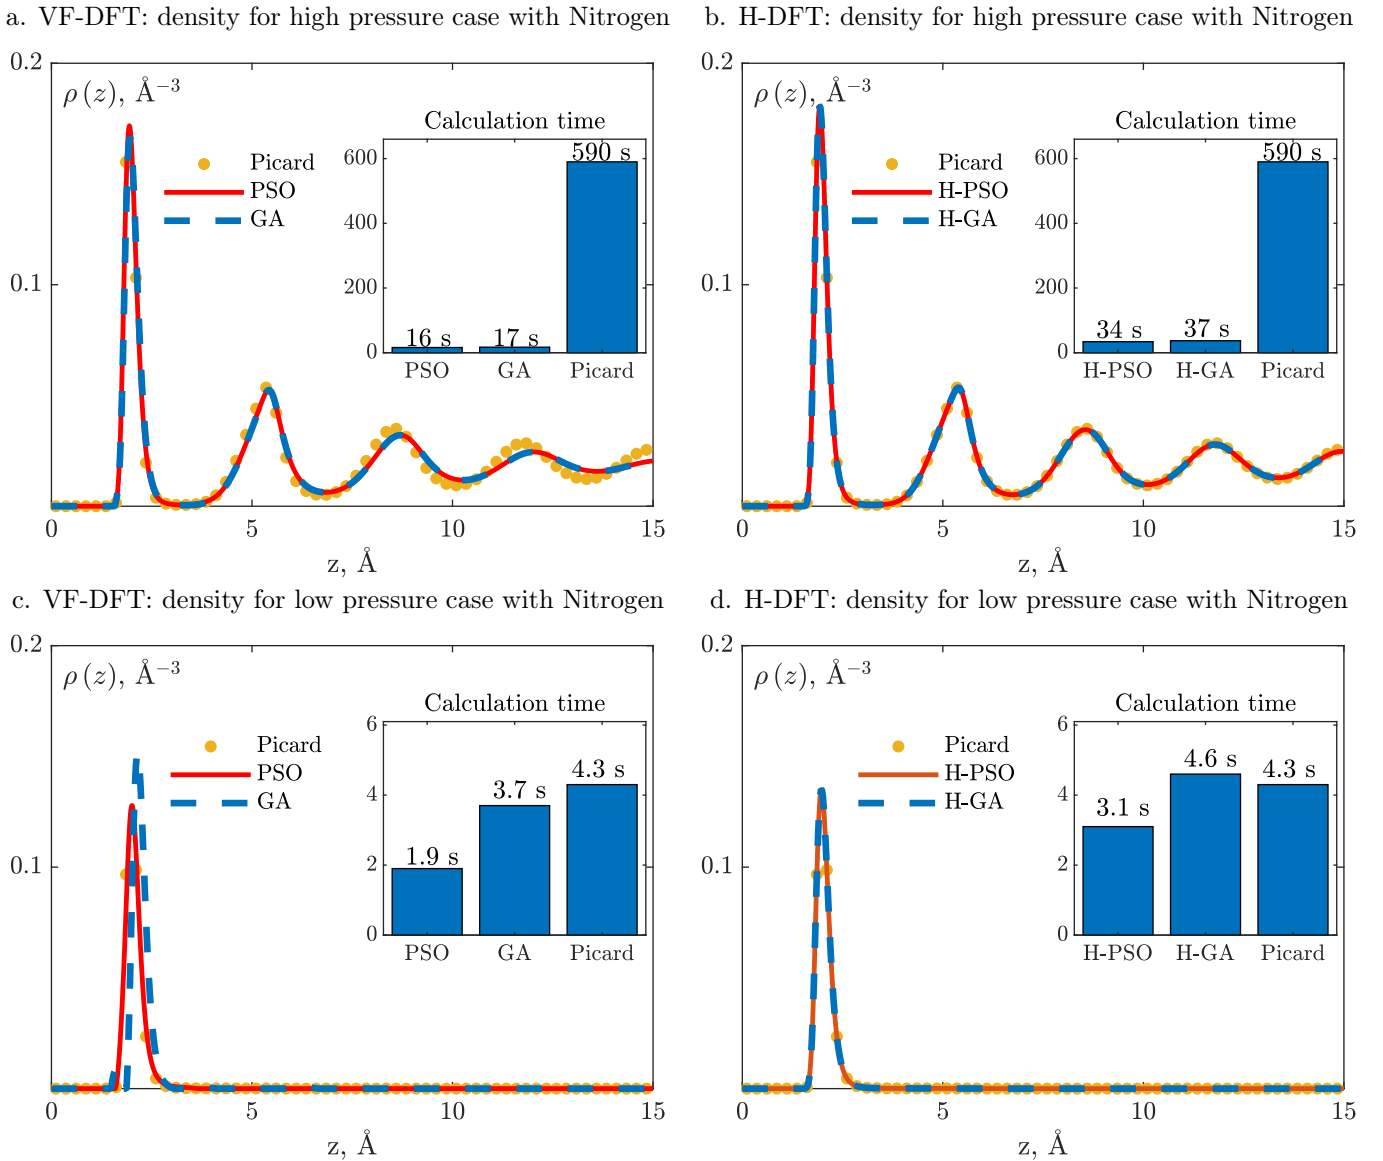 a. VF-DFT: density for high pressure case with Nitrogen
0.2
0.1
ρ(z), Å⁻³
Picard
PSO
GA
Calculation time
600
400
200
0
16 s
17 s
590 s
PSO
GA
Picard
0
5
10
15
z, Å
b. H-DFT: density for high pressure case with Nitrogen
0.2
0.1
ρ(z), Å⁻³
Picard
H-PSO
H-GA
Calculation time
600
400
200
0
34 s
37 s
590 s
H-PSO
H-GA
Picard
0
5
10
15
z, Å
c. VF-DFT: density for low pressure case with Nitrogen
0.2
0.1
ρ(z), Å⁻³
Picard
PSO
GA
Calculation time
6
4
2
0
1.9 s
3.7 s
4.3 s
PSO
GA
Picard
0
5
10
15
z, Å
d. H-DFT: density for low pressure case with Nitrogen
0.2
0.1
ρ(z), Å⁻³
Picard
H-PSO
H-GA
Calculation time
6
4
2
0
3.1 s
4.6 s
4.3 s
H-PSO
H-GA
Picard
0
5
10
15
z, Å